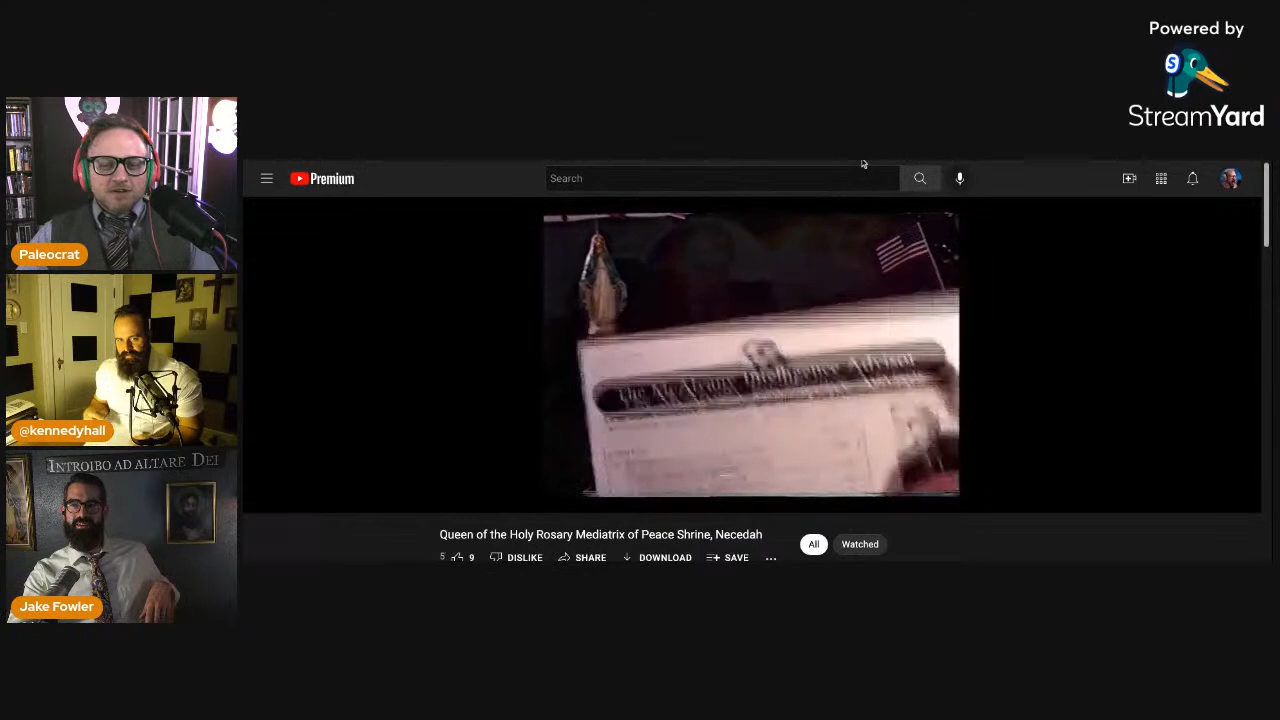 Powered by
StreamYard
Paleocrat
@kennedyhall
INTROIBO AD ALTARE DEI
Jake Fowler
Premium
Search
Queen of the Holy Rosary Mediatrix of Peace Shrine, Necedah
9 DISLIKE SHARE DOWNLOAD SAVE ...
All Watched